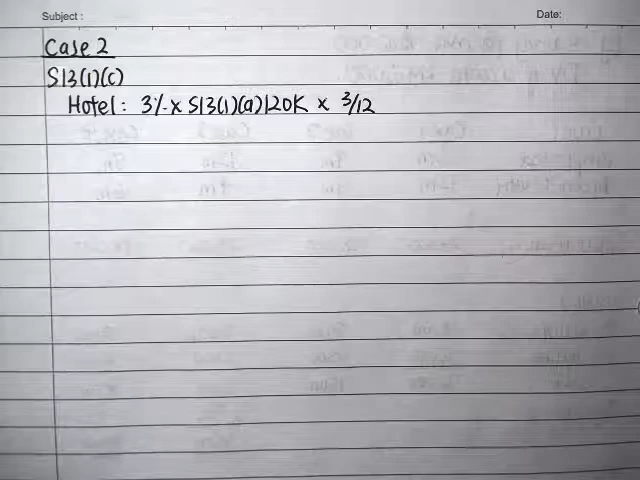 Subject :
Date:
Case 2
S13(1)(c)
Hotel : 3% x S13(1)(a) 120K x 3/12